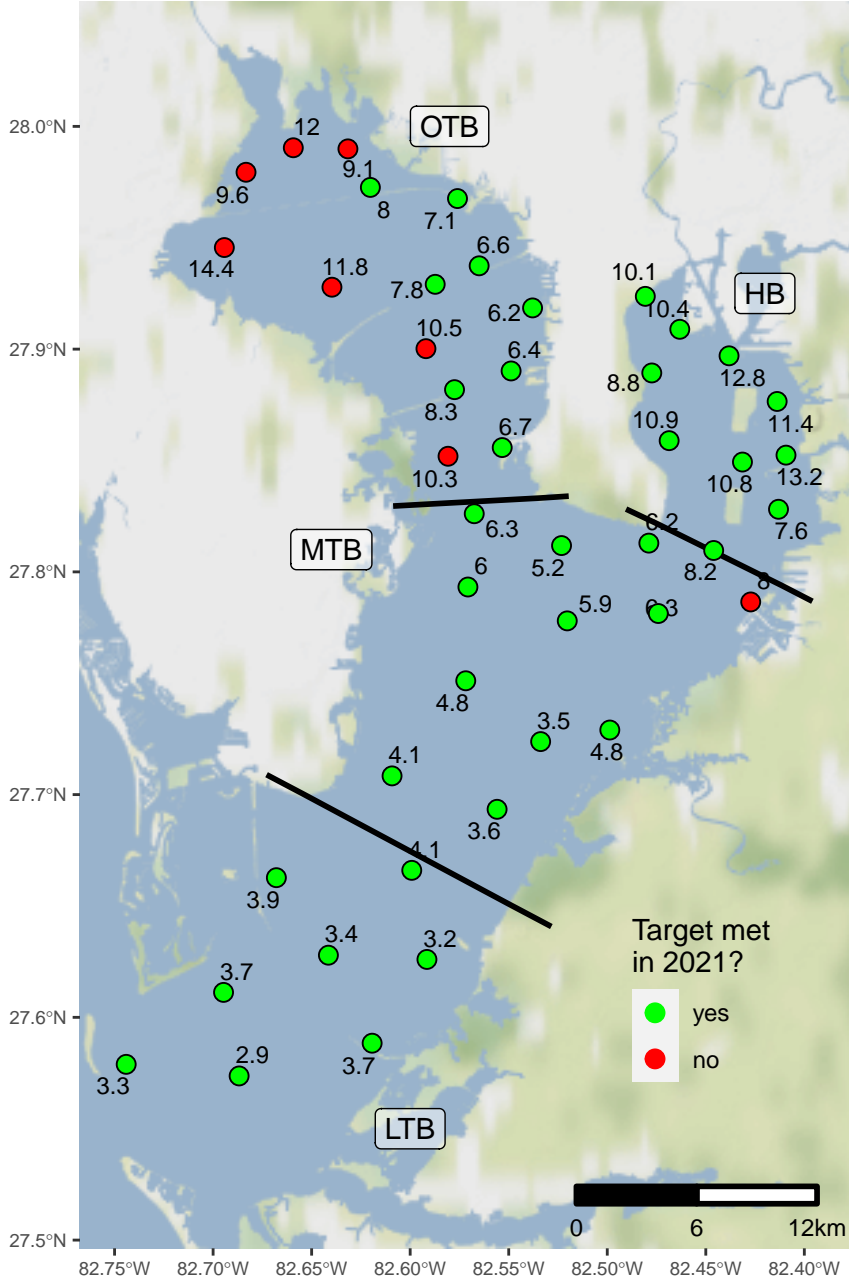 28.0°N
27.9°N
27.8°N
27.7°N
27.6°N
27.5°N
12
OTB
9.1
9.6
8
7.1
6.6
14.4
11.8
7.8
10.1
HB
6.2
10.4
10.5
6.4
8.8
12.8
8.3
11.4
6.7
10.9
10.3
10.8
13.2
6.3
6.2
7.6
MTB
5.2
8.2
6
8
5.9
6.3
4.8
3.5
4.8
4.1
3.6
4.1
3.9
3.4
3.2
Target met
in 2021?
3.7
yes
2.9
3.7
no
3.3
LTB
0 6 12km
82.75°W 82.70°W 82.65°W 82.60°W 82.55°W 82.50°W 82.45°W 82.40°W